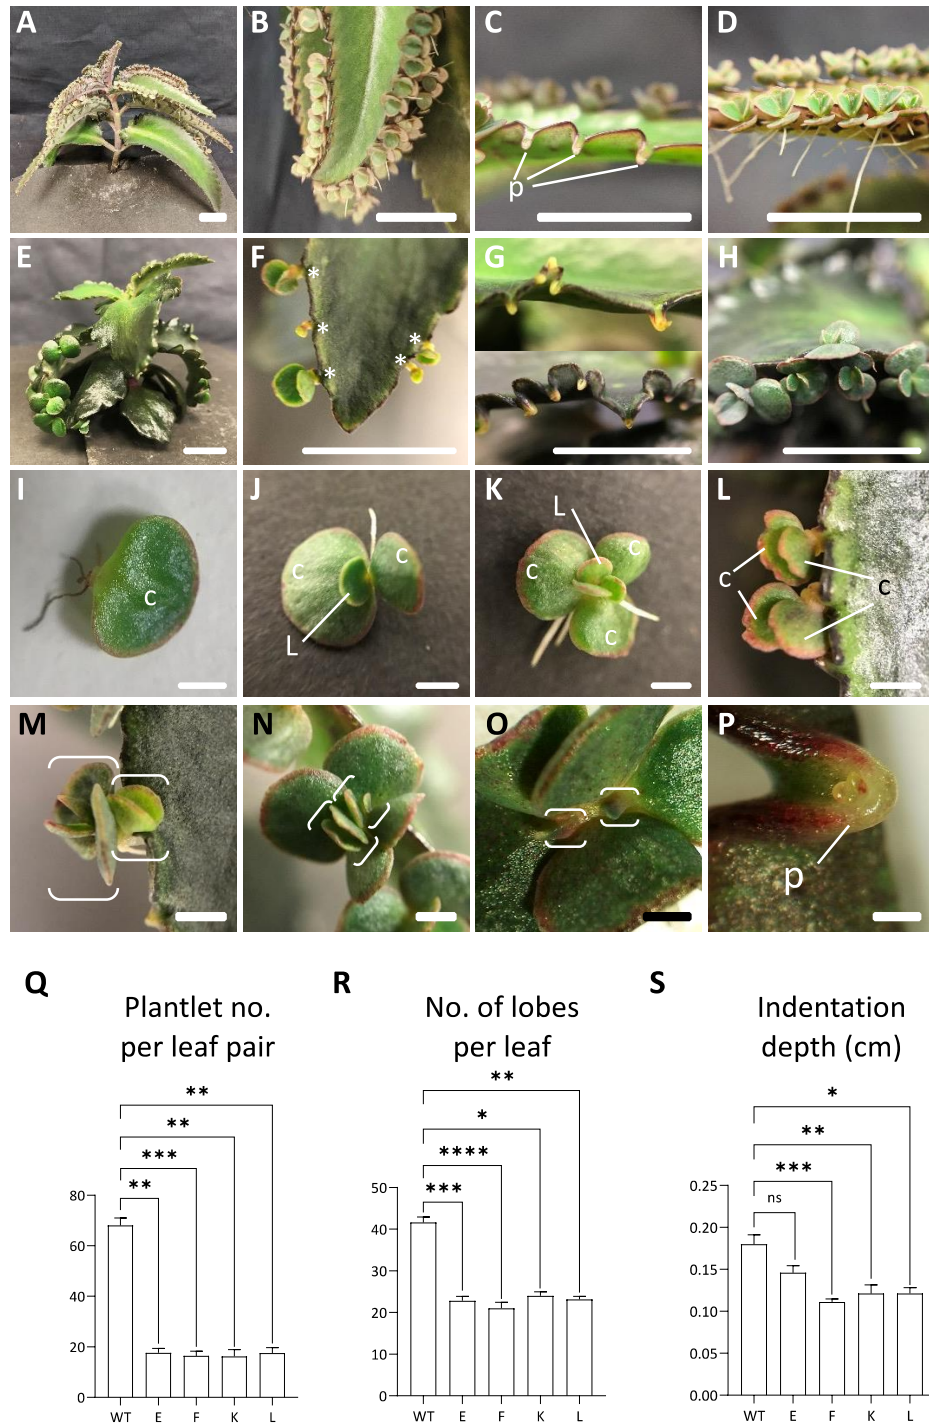 A B C D
p
E F G H
* * * * *
I J K L
c
c c L
L c c c
c c
M N O P
p
Q R S
Plantlet no. No. of lobes Indentation
per leaf pair per leaf depth (cm)
**
**
***
**
80
60
40
20
0
WT E F K L
**
*
****
***
50
40
30
20
10
0
WT E F K L
*
**
***
ns
0.25
0.20
0.15
0.10
0.05
0.00
WT E F K L